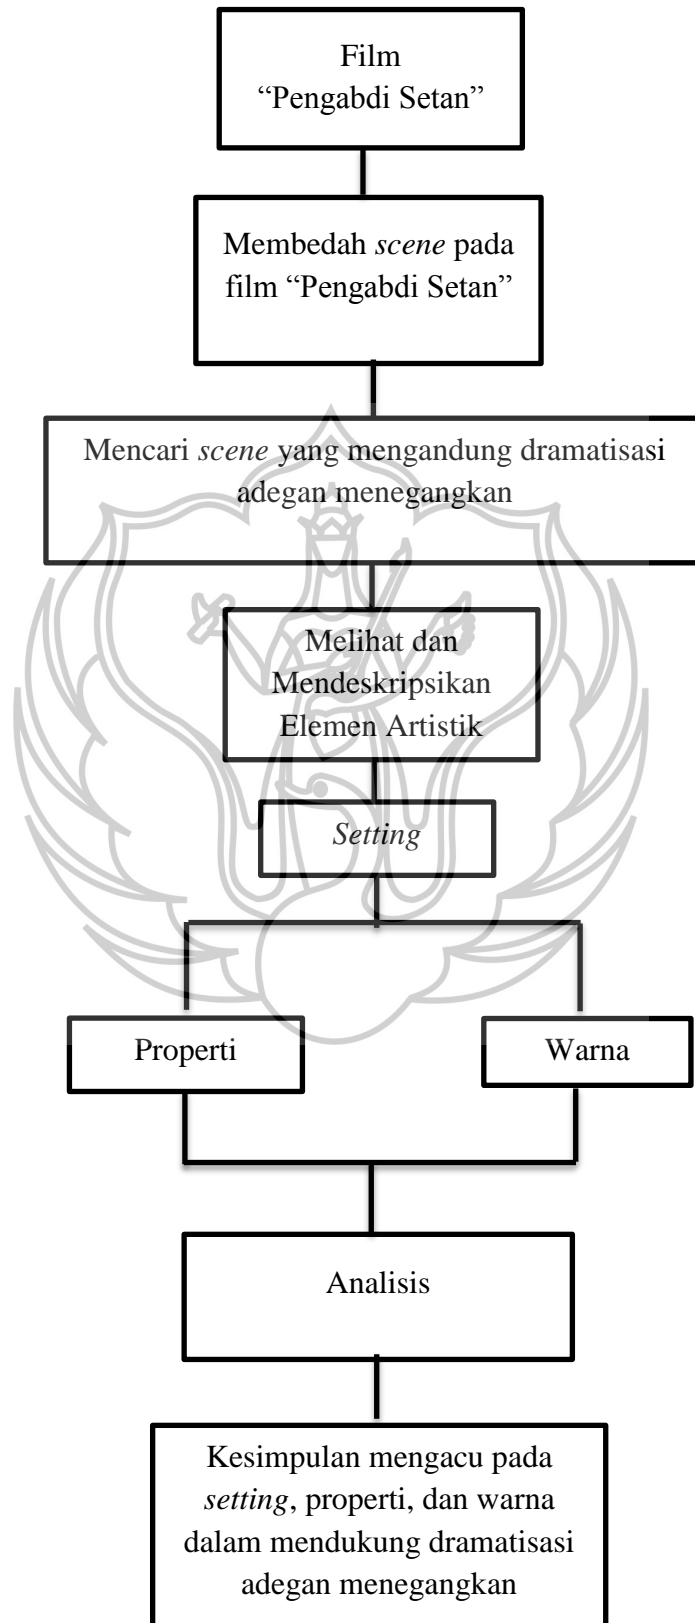 Film
“Pengabdi Setan”
Membedah scene pada
film “Pengabdi Setan”
Mencari scene yang mengandung dramatisasi
adegan menegangkan
Melihat dan
Mendeskripsikan
Elemen Artistik
Setting
Properti
Warna
Analisis
Kesimpulan mengacu pada
setting, properti, dan warna
dalam mendukung dramatisasi
adegan menegangkan